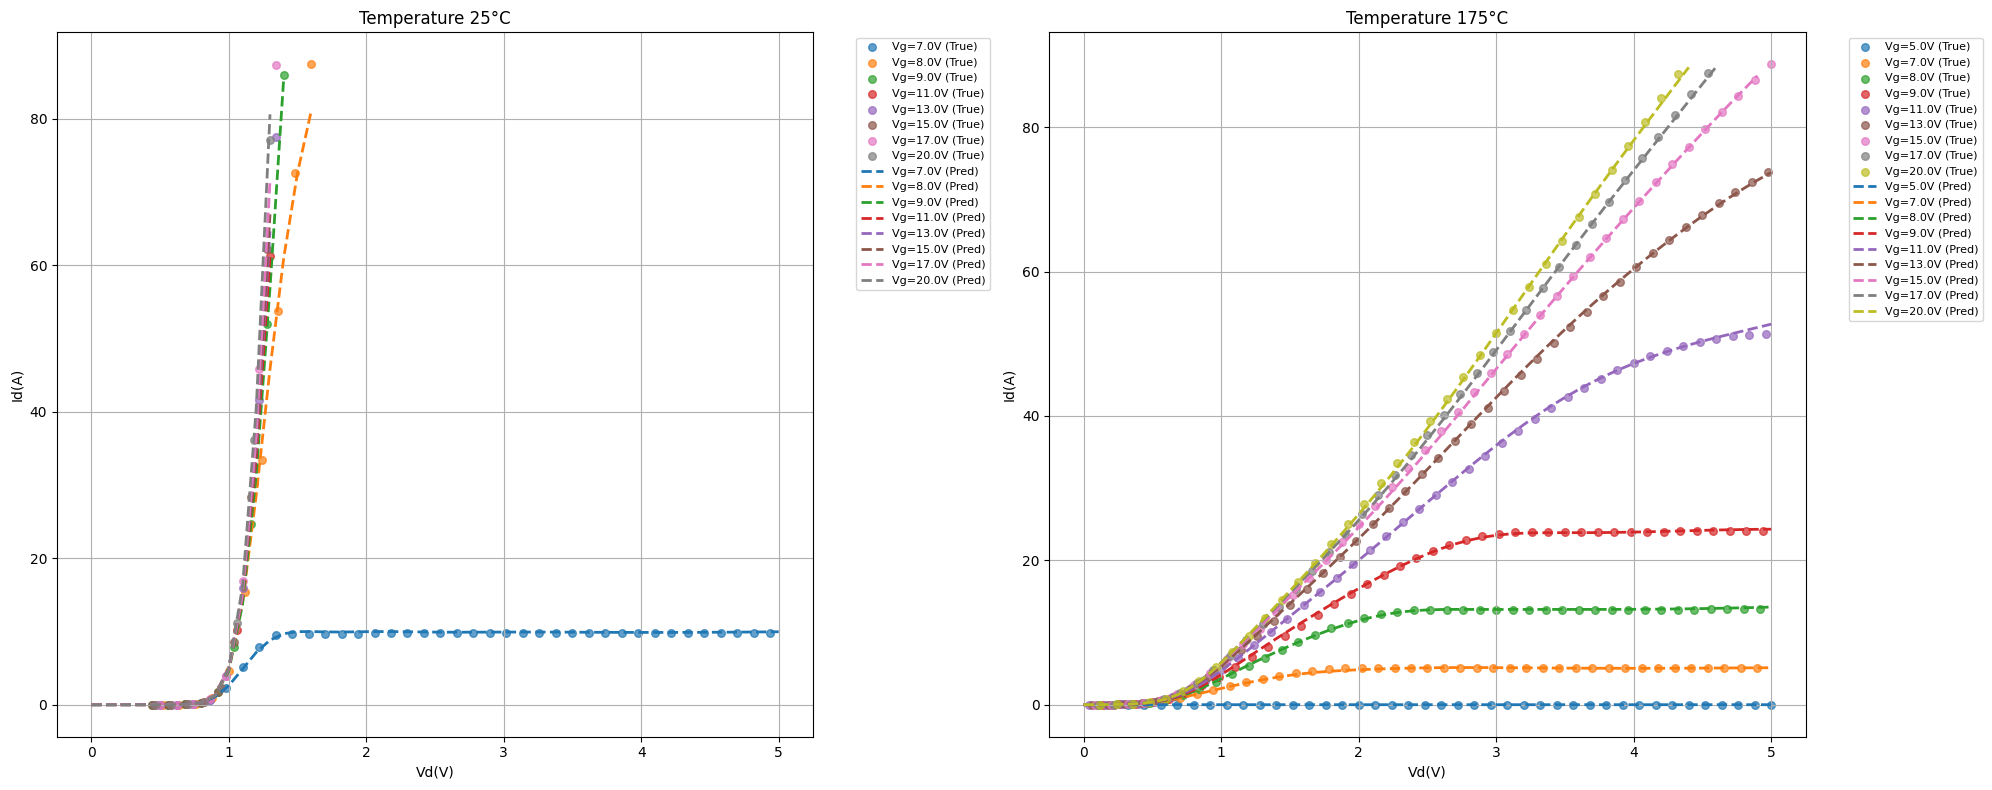 Temperature 25°C
Id(A)
80
60
40
20
0
0 1 2 3 4 5
Vd(V)
Vg=7.0V (True)
Vg=8.0V (True)
Vg=9.0V (True)
Vg=11.0V (True)
Vg=13.0V (True)
Vg=15.0V (True)
Vg=17.0V (True)
Vg=20.0V (True)
Vg=7.0V (Pred)
Vg=8.0V (Pred)
Vg=9.0V (Pred)
Vg=11.0V (Pred)
Vg=13.0V (Pred)
Vg=15.0V (Pred)
Vg=17.0V (Pred)
Vg=20.0V (Pred)
Temperature 175°C
Id(A)
80
60
40
20
0
0 1 2 3 4 5
Vd(V)
Vg=5.0V (True)
Vg=7.0V (True)
Vg=8.0V (True)
Vg=9.0V (True)
Vg=11.0V (True)
Vg=13.0V (True)
Vg=15.0V (True)
Vg=17.0V (True)
Vg=20.0V (True)
Vg=5.0V (Pred)
Vg=7.0V (Pred)
Vg=8.0V (Pred)
Vg=9.0V (Pred)
Vg=11.0V (Pred)
Vg=13.0V (Pred)
Vg=15.0V (Pred)
Vg=17.0V (Pred)
Vg=20.0V (Pred)